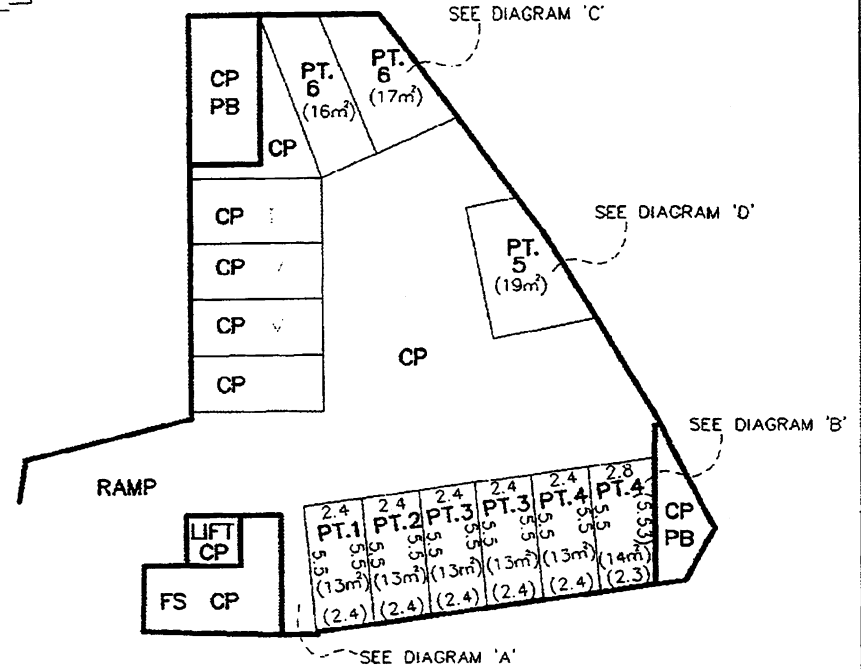 SEE DIAGRAM 'C'
CP
PB
PT.
6
(16m²)
PT.
6
(17m²)
CP
CP
CP
CP
CP
SEE DIAGRAM 'D'
PT.
5
(19m²)
CP
SEE DIAGRAM 'B'
RAMP
LIFT
CP
FS CP
2.4
PT.1
5.5
5.5
(13m²)
(2.4)
2.4
PT.2
5.5
5.5
(13m²)
(2.4)
2.4
PT.3
5.5
5.5
(13m²)
(2.4)
2.4
PT.3
5.5
5.5
(13m²)
(2.4)
2.4
PT.4
5.5
5.5
(13m²)
(2.4)
2.8
PT.4
5.5
(5.53)
(14m²)
(2.3)
CP
PB
SEE DIAGRAM 'A'